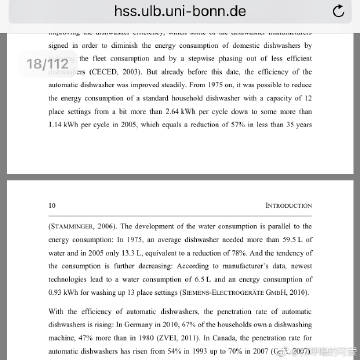 hss.ulb.uni-bonn.de
improving the dishwasher efficiency, which some of the dishwasher manufacturers
signed in order to diminish the energy consumption of domestic dishwashers by
the fleet consumption and by a stepwise phasing out of less efficient
18/112
(CECED, 2003). But already before this date, the efficiency of the
automatic dishwasher was improved steadily. From 1975 on, it was possible to reduce
the energy consumption of a standard household dishwasher with a capacity of 12
place settings from a bit more than 2.64 kWh per cycle down to some more than
1.14 kWh per cycle in 2005, which equals a reduction of 57% in less than 35 years
10 INTRODUCTION
(STAMMINGER, 2006). The development of the water consumption is parallel to the
energy consumption: In 1975, an average dishwasher needed more than 59.5 L of
water and in 2005 only 13.3 L, equivalent to a reduction of 78%. And the tendency of
the consumption is further decreasing: According to manufacturer's data, newest
technologies lead to a water consumption of 6.5 L and an energy consumption of
0.93 kWh for washing up 13 place settings (SIEMENS-ELECTROGERÄTE GMBH, 2010).
With the efficiency of automatic dishwashers, the penetration rate of automatic
dishwashers is rising: In Germany in 2010, 67% of the households own a dishwashing
machine, 47% more than in 1980 (ZVEI, 2011). In Canada, the penetration rate for
automatic dishwashers has risen from 54% in 1993 up to 70% in 2007